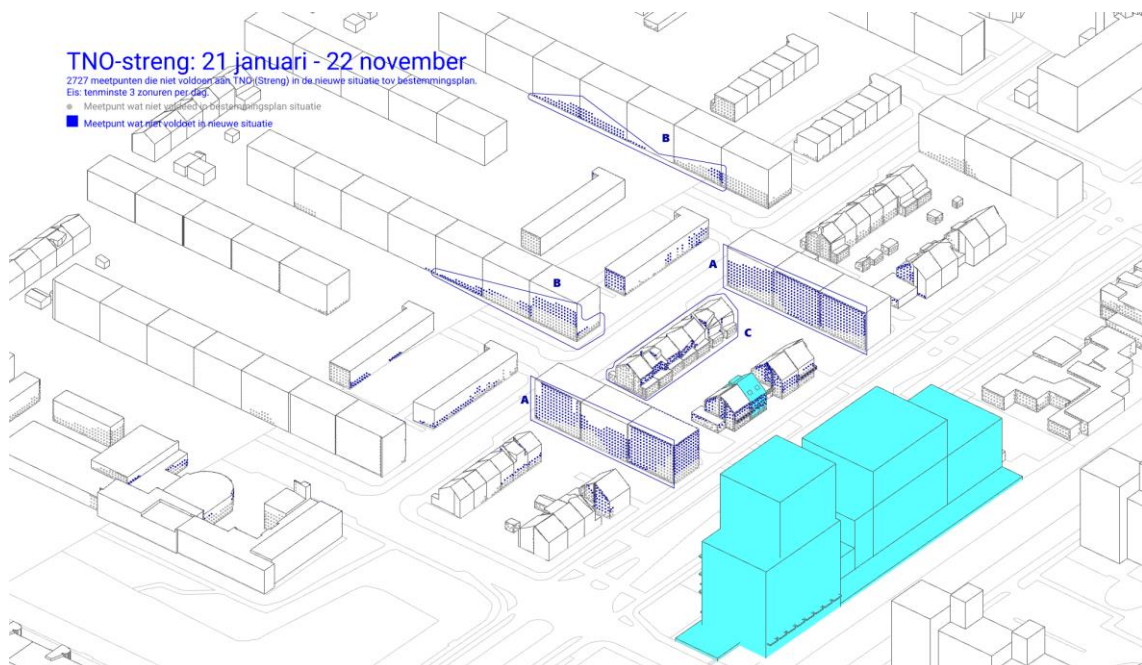 TNO-streng: 21 januari - 22 november
2727 meetpunten die niet voldoen aan TNO (Streng) in de nieuwe situatie tov bestemmingsplan.
Eis: tenminste 3 zonuren per dag.
Meetpunt wat niet voldoed in bestemmingsplan situatie
Meetpunt wat niet voldoet in nieuwe situatie
B
A
B
C
A